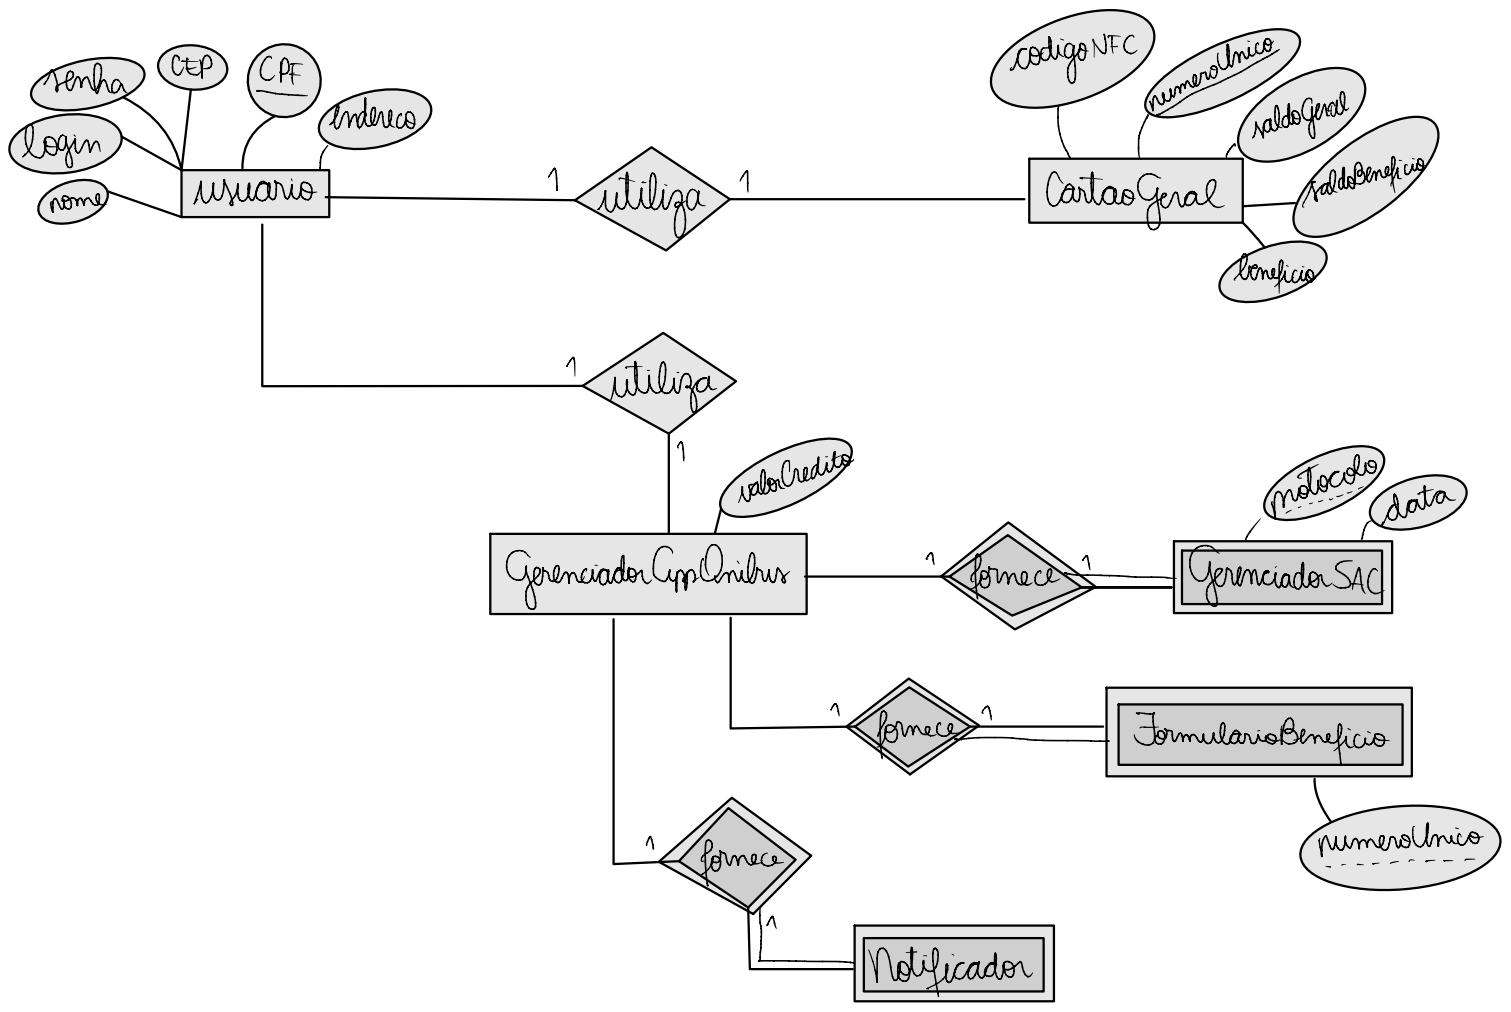 codigoNFC
numeroUnico
senha
CEP
CPF
endereco
saldoGeral
login
saldoBeneficio
nome
usuario
1
utiliza
1
CartaoGeral
beneficio
1
utiliza
1
valorCredito
protocolo
data
GerenciadorAppOnibus
1
fornece
1
GerenciadorSAC
1
fornece
1
FormularioBeneficio
numeroUnico
1
fornece
1
Notificador